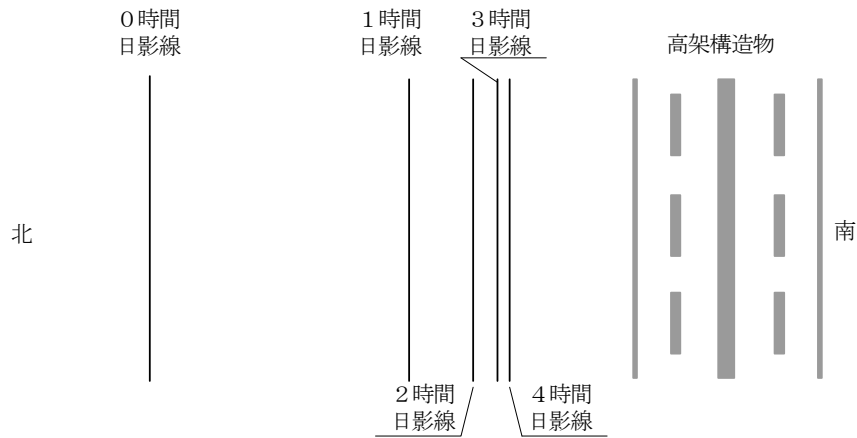 ０時間
日影線
１時間
日影線
３時間
日影線
高架構造物
北
南
２時間
日影線
４時間
日影線